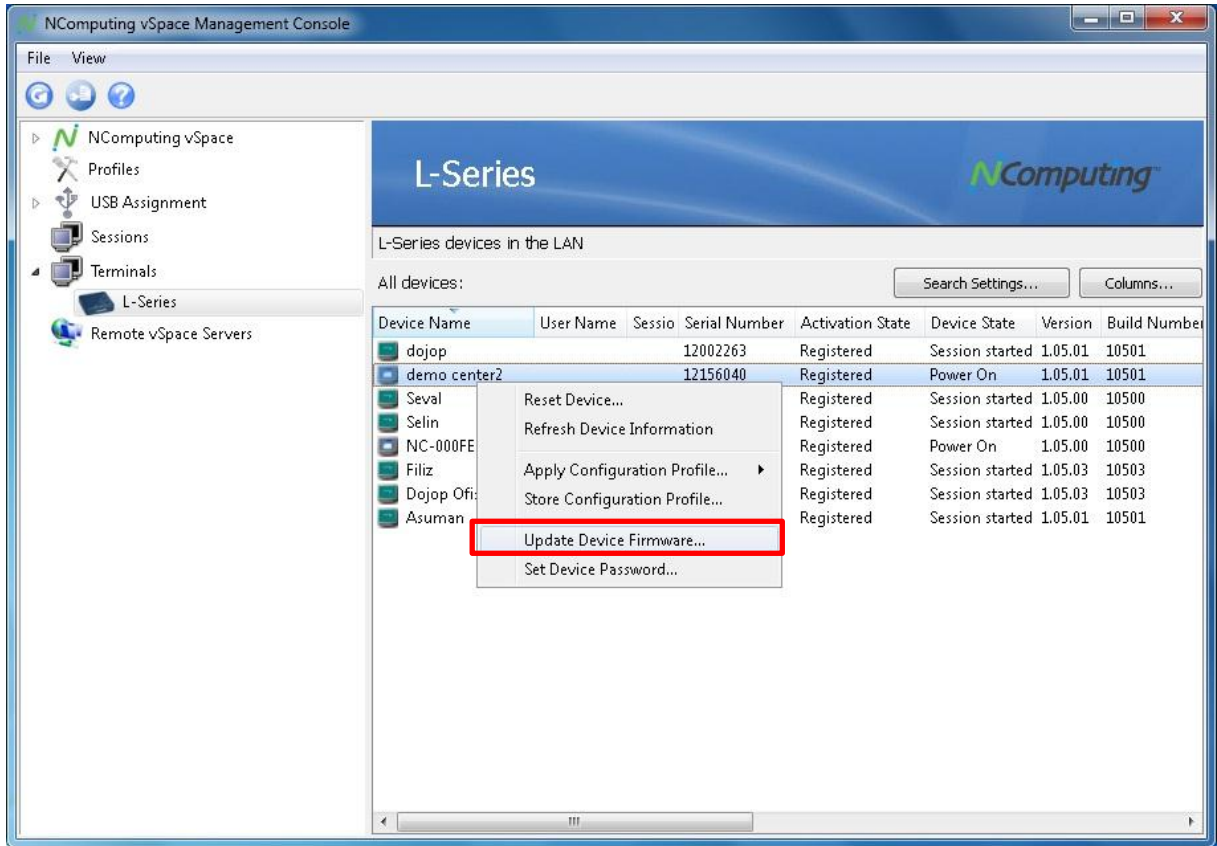 NComputing vSpace Management Console
File View
NComputing vSpace
Profiles
USB Assignment
Sessions
Terminals
L-Series
Remote vSpace Servers
L-Series
NComputing
L-Series devices in the LAN
All devices:
Search Settings...
Columns...
Device Name User Name Sessio Serial Number Activation State Device State Version Build Number
dojop 12002263 Registered Session started 1.05.01 10501
demo center2 12156040 Registered Power On 1.05.01 10501
Seval Registered Session started 1.05.00 10500
Selin Registered Session started 1.05.00 10500
NC-000FE Registered Power On 1.05.00 10500
Filiz Registered Session started 1.05.03 10503
Dojop Ofi Registered Session started 1.05.03 10503
Asuman Registered Session started 1.05.01 10501
Reset Device...
Refresh Device Information
Apply Configuration Profile...
Store Configuration Profile...
Update Device Firmware...
Set Device Password...